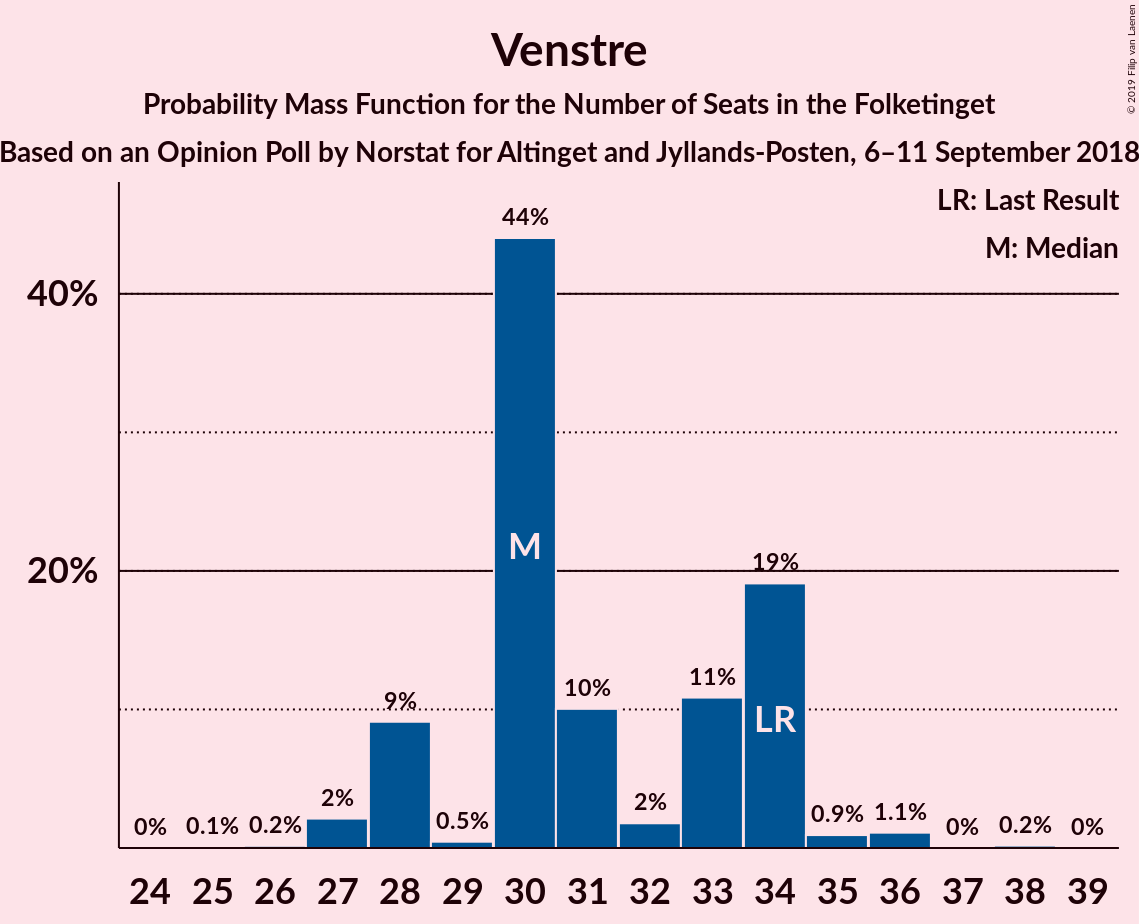 Venstre
Probability Mass Function for the Number of Seats in the Folketinget
Based on an Opinion Poll by Norstat for Altinget and Jyllands-Posten, 6–11 September 2018
© 2019 Filip van Laenen
LR: Last Result
M: Median
40%
20%
0%
0.1%
0.2%
2%
9%
0.5%
44%
10%
2%
11%
19%
0.9%
1.1%
0%
0.2%
0%
M
LR
24 25 26 27 28 29 30 31 32 33 34 35 36 37 38 39